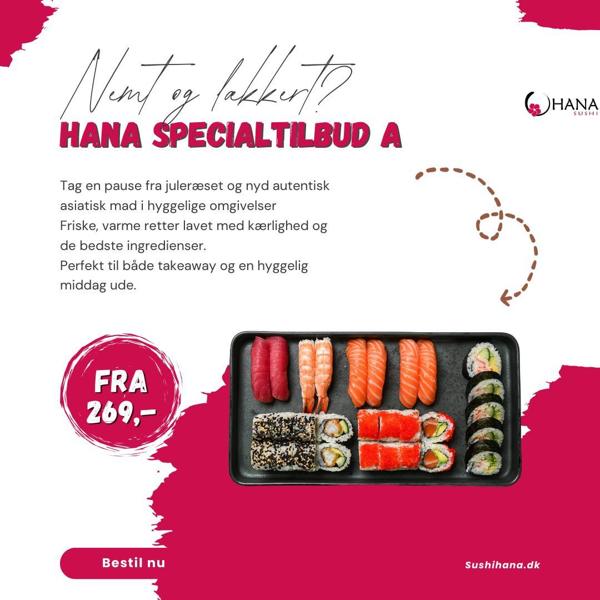 Nemt og lækkert?
HANA SPECIALTILBUD A
HANA
SUSHI
Tag en pause fra juleræset og nyd autentisk
asiatisk mad i hyggelige omgivelser
Friske, varme retter lavet med kærlighed og
de bedste ingredienser.
Perfekt til både takeaway og en hyggelig
middag ude.
FRA
269,-
Bestil nu
Sushihana.dk